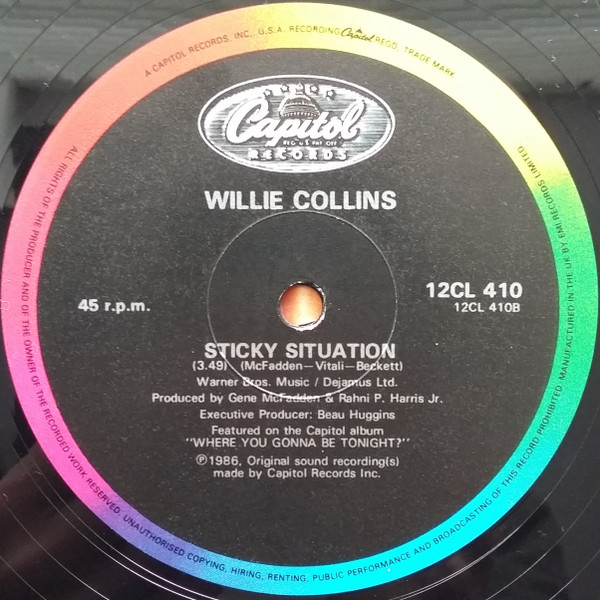 A CAPITOL RECORDS, INC., U.S.A. RECORDING Capitol REGD. TRADE MARK
Capitol
REG. U.S. PAT. OFF.
RECORDS
WILLIE COLLINS
45 r.p.m.
12CL 410
12CL 410B
STICKY SITUATION
(3.49) (McFadden–Vitali–Beckett)
Warner Bros. Music / Dejamus Ltd.
Produced by Gene McFadden & Rahni P. Harris Jr.
Executive Producer: Beau Huggins
Featured on the Capitol album
"WHERE YOU GONNA BE TONIGHT?"
℗1986, Original sound recording(s)
made by Capitol Records Inc.
ALL RIGHTS OF THE PRODUCER AND OF THE OWNER OF THE RECORDED WORK RESERVED. UNAUTHORISED COPYING, HIRING, RENTING, PUBLIC PERFORMANCE AND BROADCASTING OF THIS RECORD PROHIBITED. MANUFACTURED IN THE UK BY EMI RECORDS LIMITED